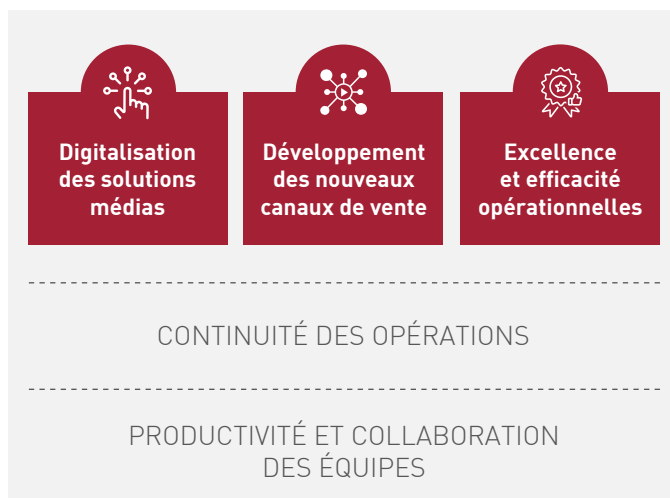 Digitalisation
des solutions
médias
Développement
des nouveaux
canaux de vente
Excellence
et efficacité
opérationnelles
CONTINUITÉ DES OPÉRATIONS
PRODUCTIVITÉ ET COLLABORATION
DES ÉQUIPES